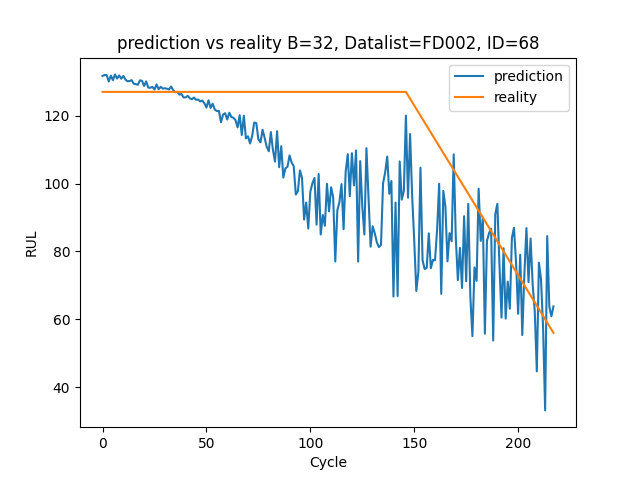 prediction vs reality B=32, Datalist=FD002, ID=68
prediction
reality
120
100
80
60
40
RUL
0
50
100
150
200
Cycle